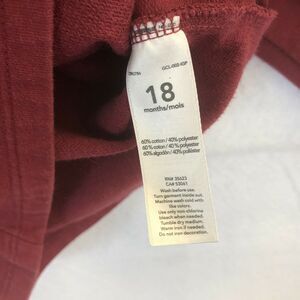 18
months/mois
60% cotton / 40% polyester
60% coton / 40% polyester
60% algodón / 40% poliéster
RN# 35623
CA# 53061
Wash before use.
Turn garment inside out.
Machine wash cold with
like colors.
Use only non-chlorine
bleach when needed.
Tumble dry medium.
Warm iron if needed.
Do not iron decoration.